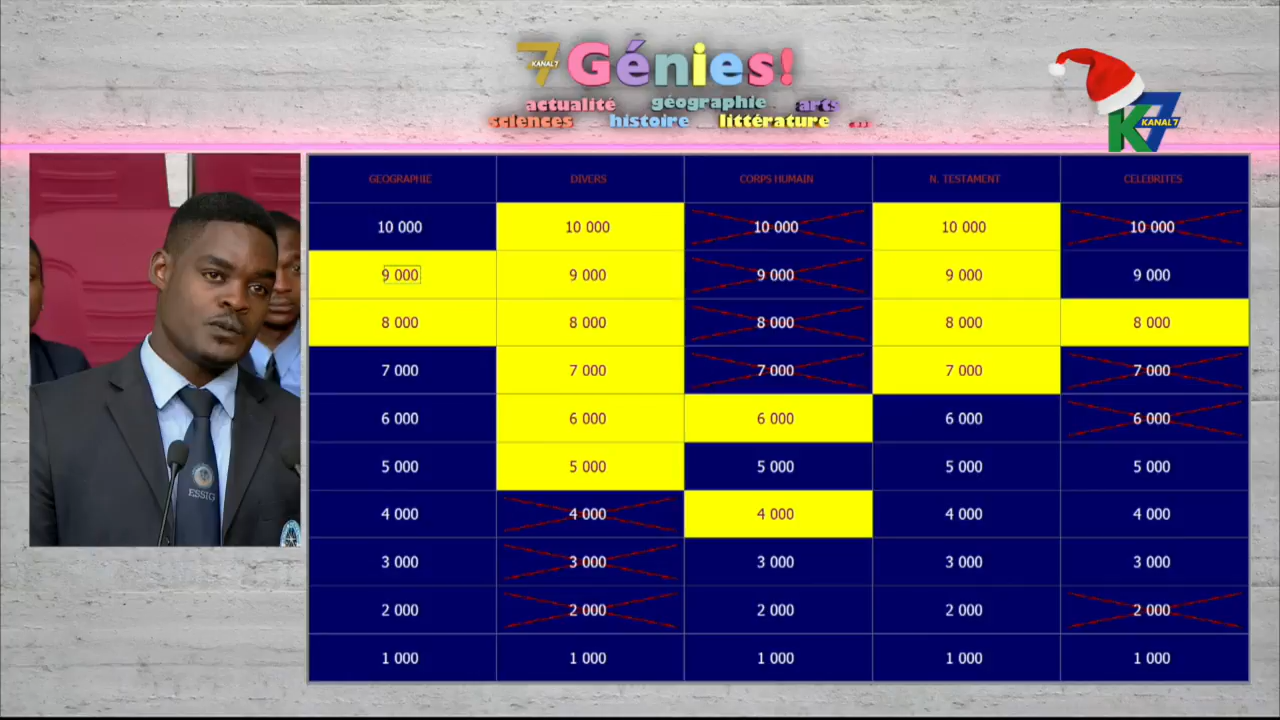 7 KANAL7 Génies!
actualité géographie arts
sciences histoire littérature ...
K7 KANAL7
GEOGRAPHIE DIVERS CORPS HUMAIN N. TESTAMENT CELEBRITES
10 000 10 000 10 000 10 000 10 000
9 000 9 000 9 000 9 000 9 000
8 000 8 000 8 000 8 000 8 000
7 000 7 000 7 000 7 000 7 000
6 000 6 000 6 000 6 000 6 000
5 000 5 000 5 000 5 000 5 000
4 000 4 000 4 000 4 000 4 000
3 000 3 000 3 000 3 000 3 000
2 000 2 000 2 000 2 000 2 000
1 000 1 000 1 000 1 000 1 000
ESSIG